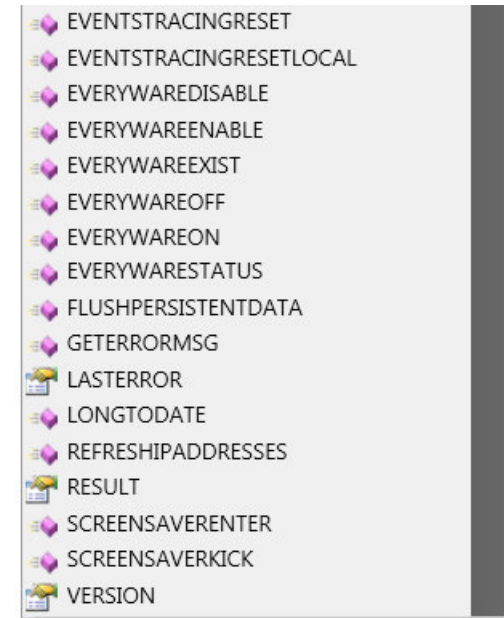 EVENTSTRACINGRESET
EVENTSTRACINGRESETLOCAL
EVERYWAREDISABLE
EVERYWAREENABLE
EVERYWAREEXIST
EVERYWAREOFF
EVERYWAREON
EVERYWARESTATUS
FLUSHPERSISTENTDATA
GETERRORMSG
LASTERROR
LONGTODATE
REFRESHIPADDRESSES
RESULT
SCREENSAVERENTER
SCREENSAVERKICK
VERSION